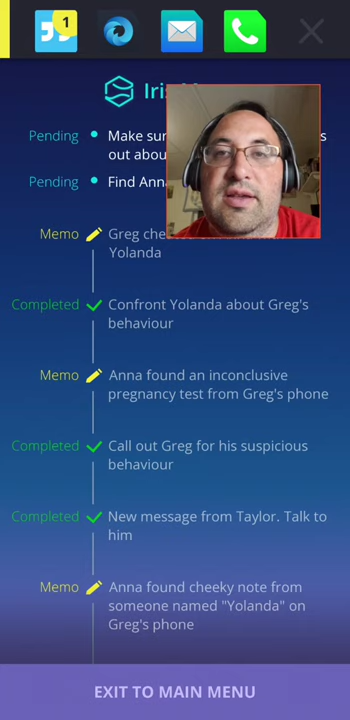 1
Iris
Pending Make sur s
out abou
Pending Find Ann
Memo Greg che
Yolanda
Completed Confront Yolanda about Greg's
behaviour
Memo Anna found an inconclusive
pregnancy test from Greg's phone
Completed Call out Greg for his suspicious
behaviour
Completed New message from Taylor. Talk to
him
Memo Anna found cheeky note from
someone named "Yolanda" on
Greg's phone
EXIT TO MAIN MENU